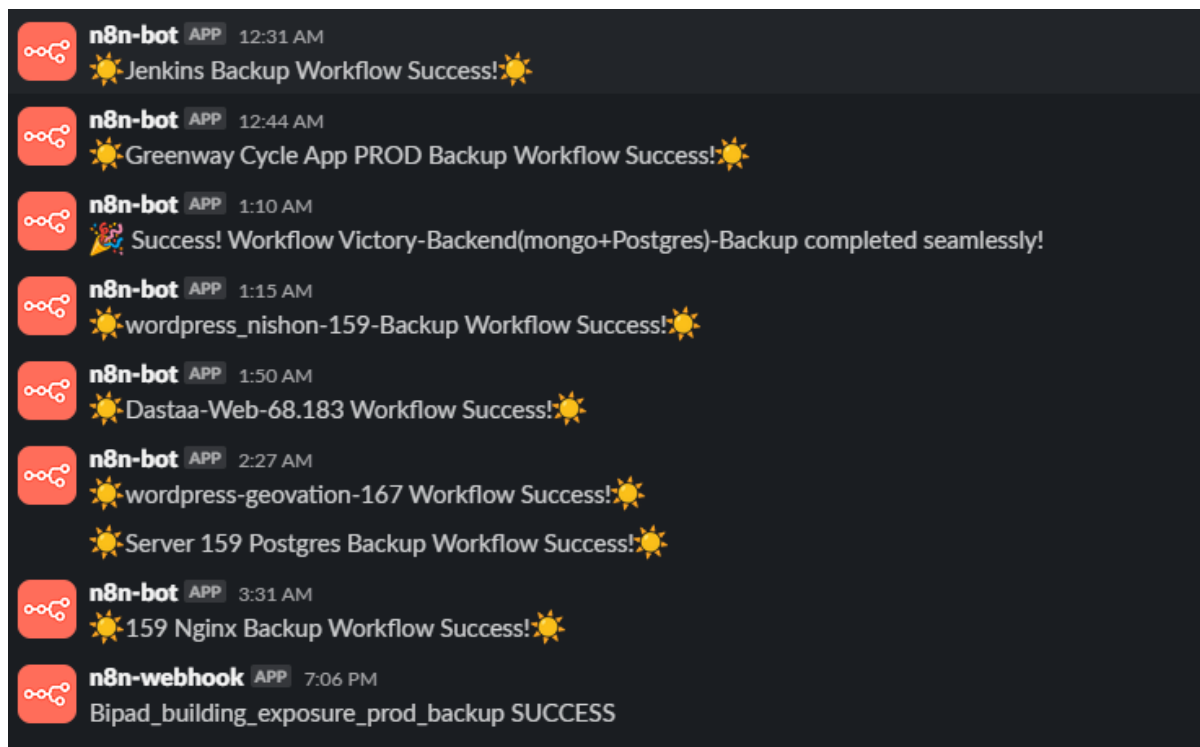 n8n-bot APP 12:31 AM
☀️Jenkins Backup Workflow Success!☀️
n8n-bot APP 12:44 AM
☀️Greenway Cycle App PROD Backup Workflow Success!☀️
n8n-bot APP 1:10 AM
🎉 Success! Workflow Victory-Backend(mongo+Postgres)-Backup completed seamlessly!
n8n-bot APP 1:15 AM
☀️wordpress_nishon-159-Backup Workflow Success!☀️
n8n-bot APP 1:50 AM
☀️Dastaa-Web-68.183 Workflow Success!☀️
n8n-bot APP 2:27 AM
☀️wordpress-geovation-167 Workflow Success!☀️
☀️Server 159 Postgres Backup Workflow Success!☀️
n8n-bot APP 3:31 AM
☀️159 Nginx Backup Workflow Success!☀️
n8n-webhook APP 7:06 PM
Bipad_building_exposure_prod_backup SUCCESS